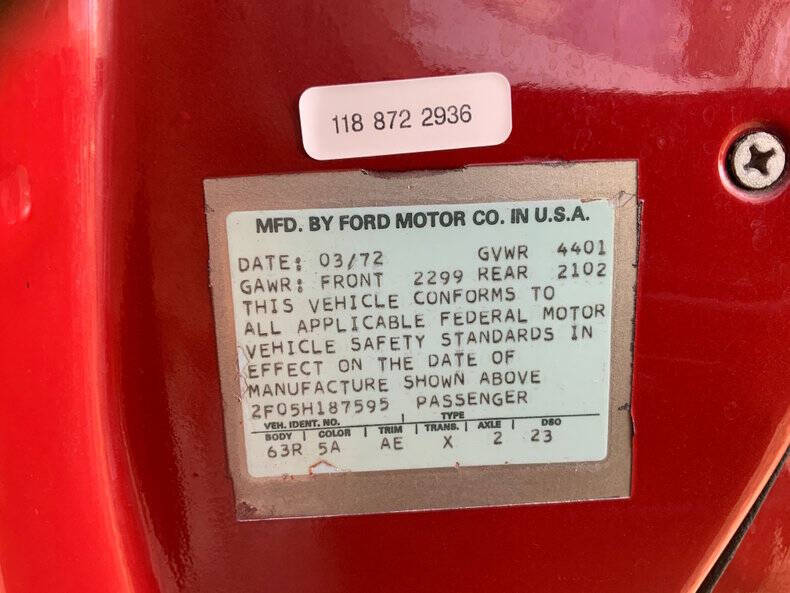 118 872 2936
MFD. BY FORD MOTOR CO. IN U.S.A.
DATE: 03/72 GVWR 4401
GAWR: FRONT 2299 REAR 2102
THIS VEHICLE CONFORMS TO
ALL APPLICABLE FEDERAL MOTOR
VEHICLE SAFETY STANDARDS IN
EFFECT ON THE DATE OF
MANUFACTURE SHOWN ABOVE
2F05H187595 PASSENGER
VEH. IDENT. NO. TYPE
BODY COLOR TRIM TRANS. AXLE DSO
63R 5A AE X 2 23